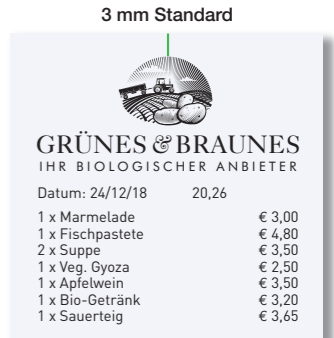 3 mm Standard
GRÜNES & BRAUNES
IHR BIOLOGISCHER ANBIETER
Datum: 24/12/18 20,26
1 x Marmelade € 3,00
1 x Fischpastete € 4,80
2 x Suppe € 3,50
1 x Veg. Gyoza € 2,50
1 x Apfelwein € 3,50
1 x Bio-Getränk € 3,20
1 x Sauerteig € 3,65